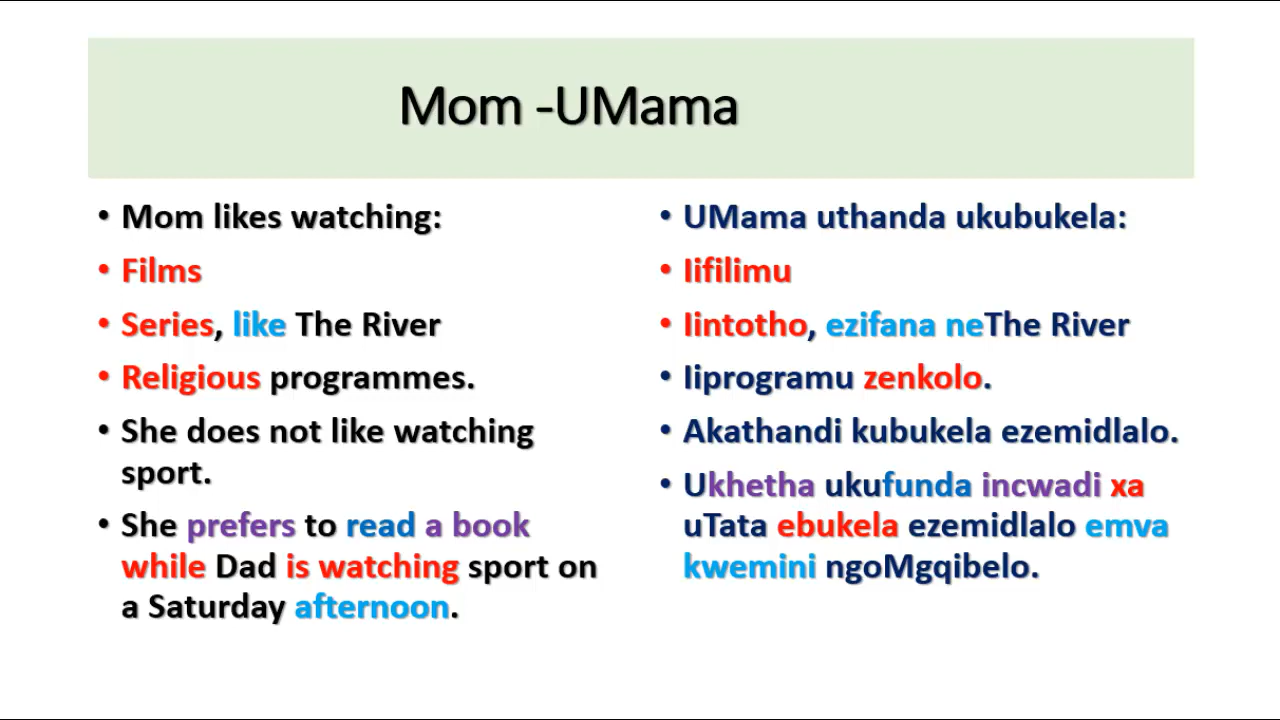 Mom -UMama
• Mom likes watching:
• Films
• Series, like The River
• Religious programmes.
• She does not like watching
sport.
• She prefers to read a book
while Dad is watching sport on
a Saturday afternoon.
• UMama uthanda ukubukela:
• Iifilimu
• Iintotho, ezifana neThe River
• Iiprogramu zenkolo.
• Akathandi kubukela ezemidlalo.
• Ukhetha ukufunda incwadi xa
uTata ebukela ezemidlalo emva
kwemini ngoMgqibelo.